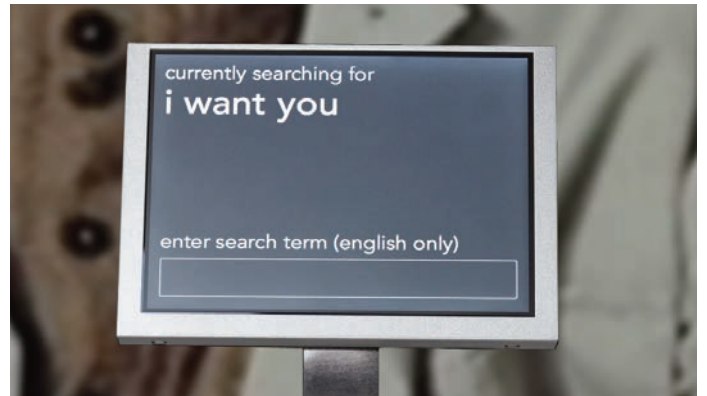 currently searching for
i want you
enter search term (english only)